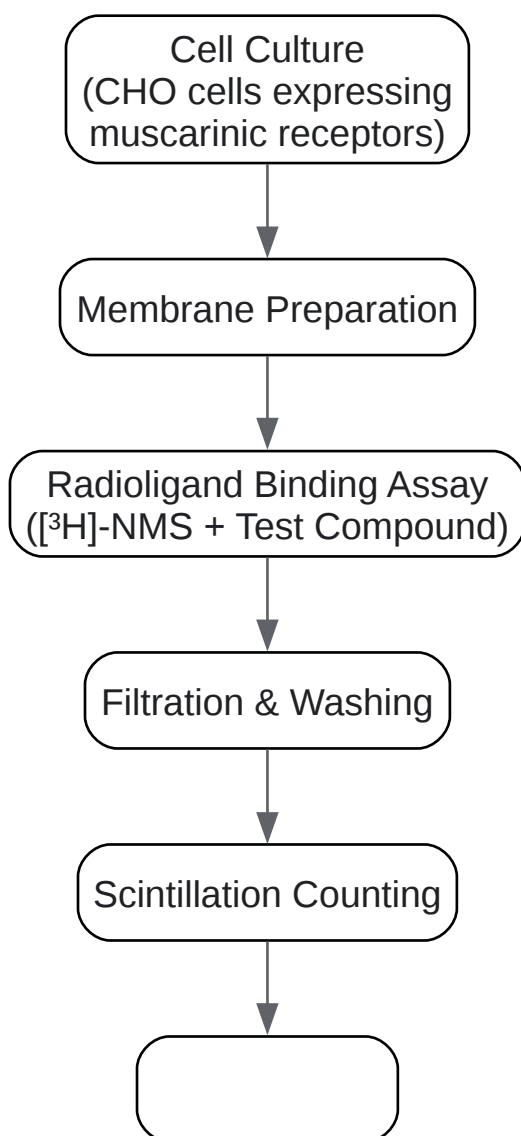 Cell Culture
(CHO cells expressing
muscarinic receptors)
Membrane Preparation
Radioligand Binding Assay
([³H]-NMS + Test Compound)
Filtration & Washing
Scintillation Counting